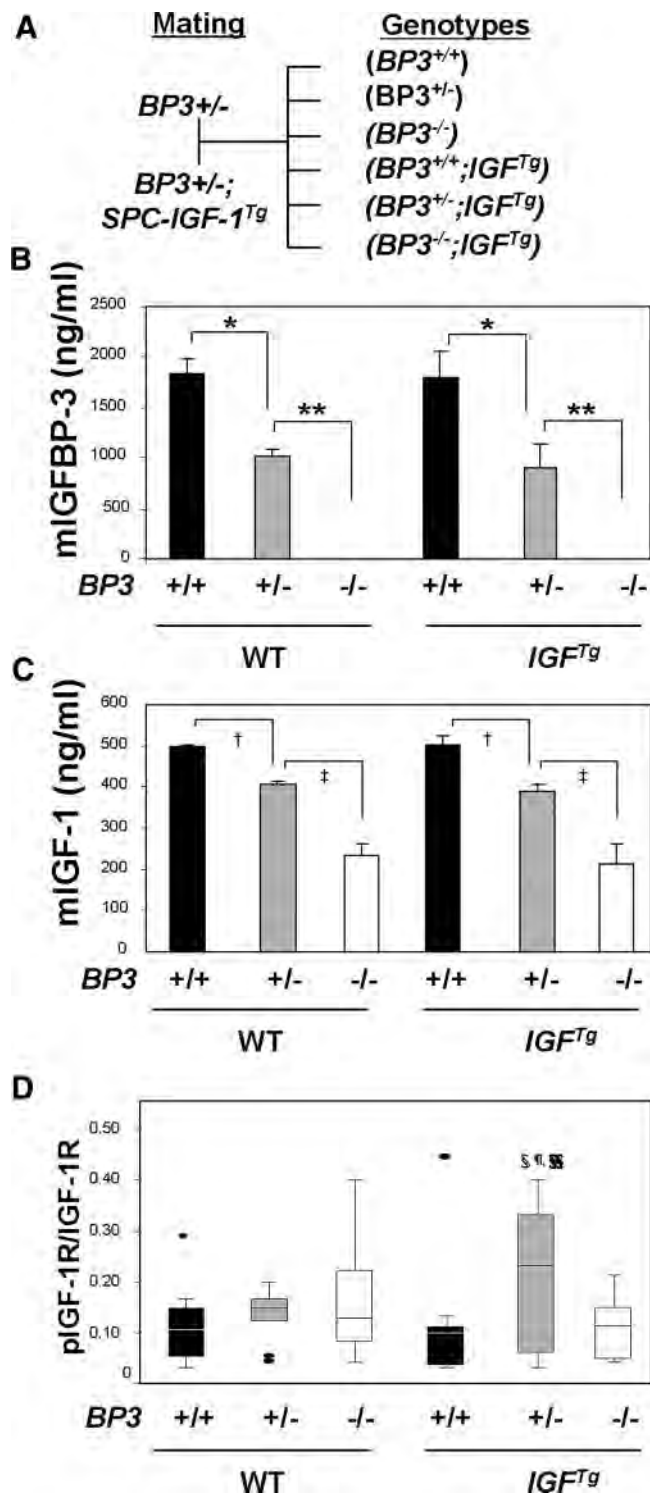 A Mating Genotypes
(BP3+/+)
BP3+/- (BP3+/-)
(BP3-/-)
BP3+/-; (BP3+/+;IGFTg)
SPC-IGF-1Tg (BP3+/-;IGFTg)
(BP3-/-;IGFTg)
B
mIGFBP-3 (ng/ml)
2500
2000
1500
1000
500
0
* ** * **
BP3 +/+ +/- -/- +/+ +/- -/-
WT IGFTg
C
mIGF-1 (ng/ml)
600
500
400
300
200
100
0
† ‡ † ‡
BP3 +/+ +/- -/- +/+ +/- -/-
WT IGFTg
D
pIGF-1R/IGF-1R
0.50
0.40
0.30
0.20
0.10
0
§ ¶ §§
BP3 +/+ +/- -/- +/+ +/- -/-
WT IGFTg